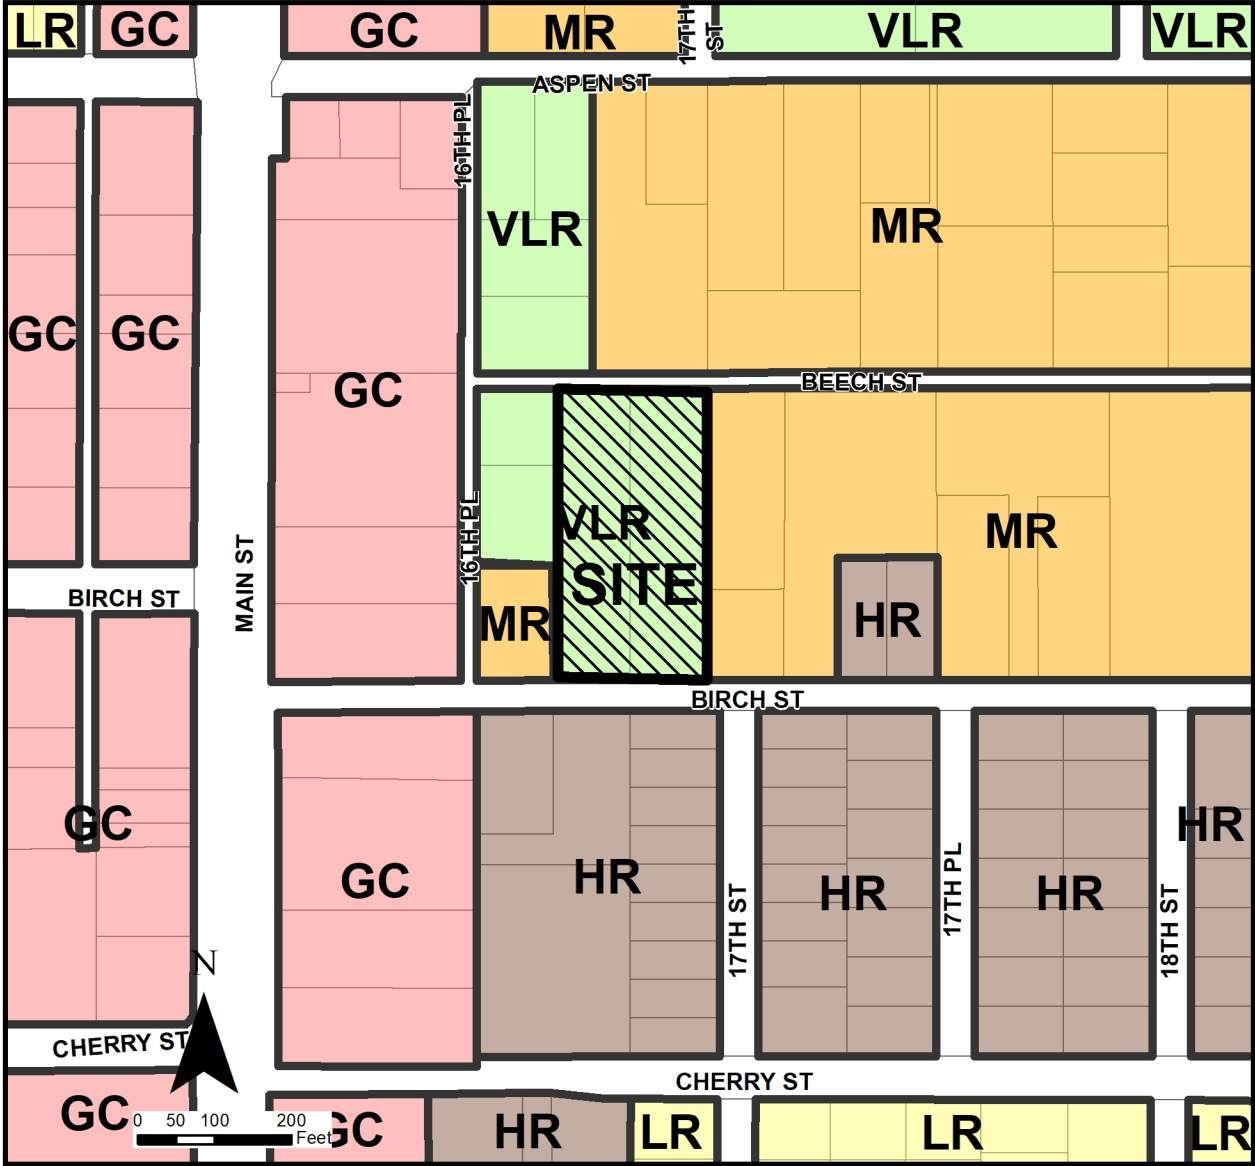 LR
GC
GC
MR
17TH ST
VLR
VLR
ASPEN ST
16TH PL
VLR
MR
GC
GC
GC
BEECH ST
16TH PL
VLR
SITE
MR
MR
HR
MAIN ST
BIRCH ST
BIRCH ST
GC
GC
HR
HR
HR
HR
17TH ST
17TH PL
18TH ST
N
CHERRY ST
CHERRY ST
GC
GC
HR
LR
LR
LR
0 50 100 200
Feet